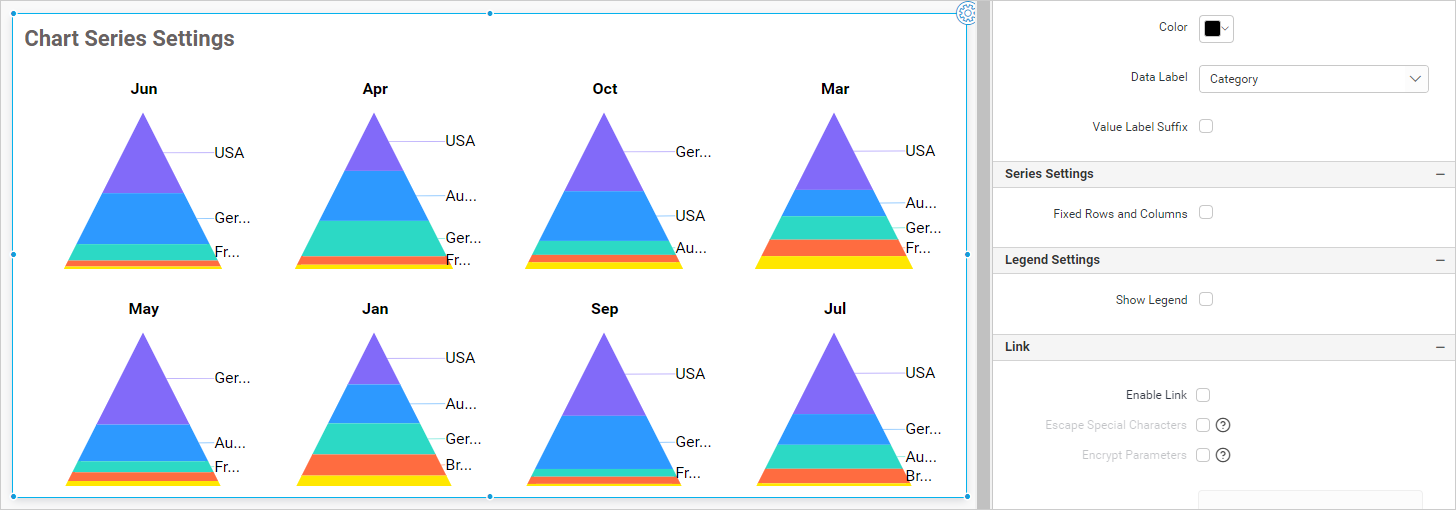 Chart Series Settings
Jun
USA
Ger...
Fr...
Apr
USA
Au...
Ger...
Fr...
Oct
Ger...
USA
Au...
Mar
USA
Au...
Ger...
Fr...
May
Ger...
Au...
Fr...
Jan
USA
Au...
Ger...
Br...
Sep
USA
Ger...
Fr...
Jul
USA
Ger...
Au...
Br...
Color
Data Label Category
Value Label Suffix
Series Settings
Fixed Rows and Columns
Legend Settings
Show Legend
Link
Enable Link
Escape Special Characters ?
Encrypt Parameters ?